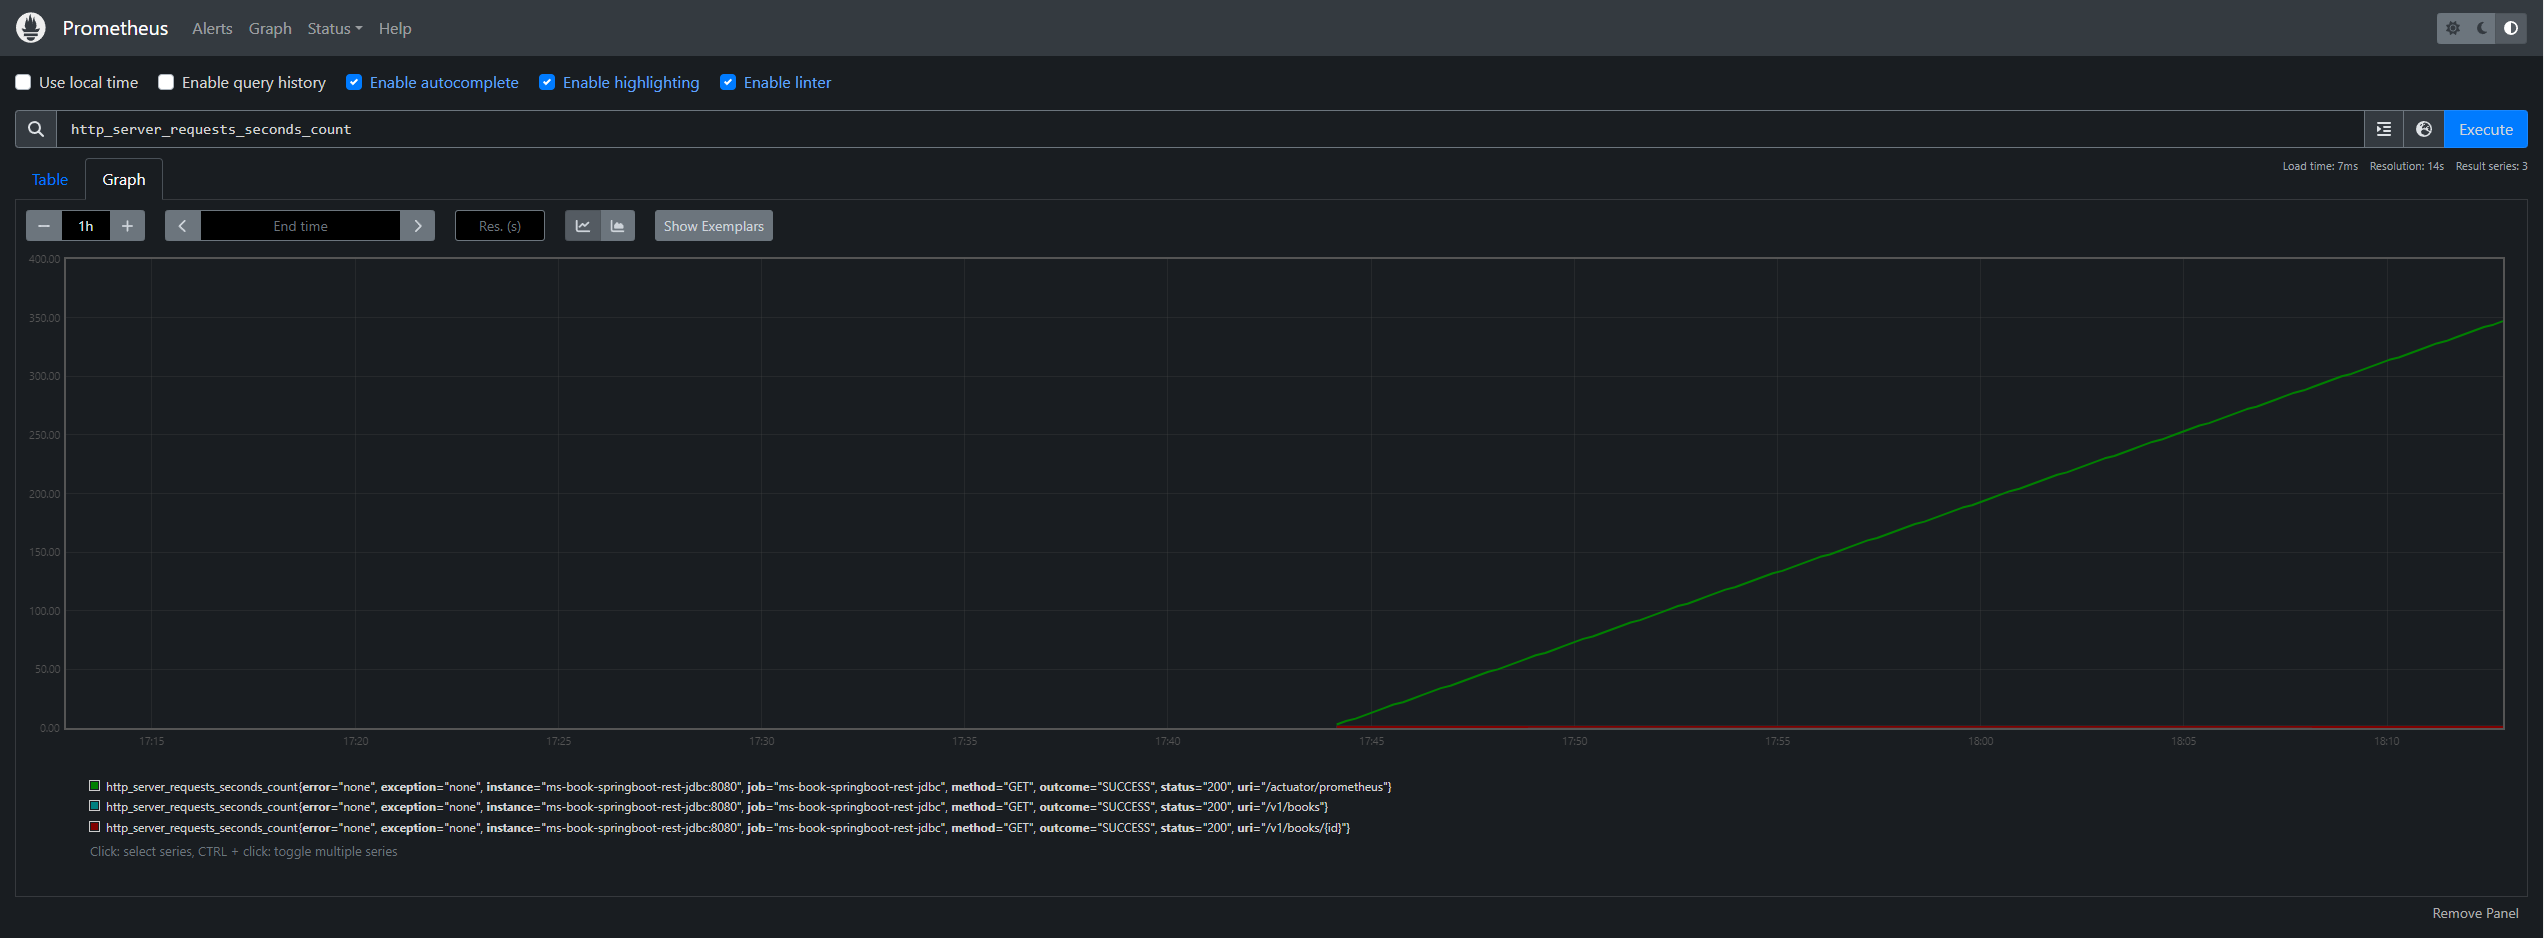 Prometheus Alerts Graph Status Help
Use local time Enable query history Enable autocomplete Enable highlighting Enable linter
http_server_requests_seconds_count Execute
Table Graph Load time: 7ms Resolution: 14s Result series: 3
1h End time Res. (s) Show Exemplars
400.00
350.00
300.00
250.00
200.00
150.00
100.00
50.00
0.00
17:15 17:20 17:25 17:30 17:35 17:40 17:45 17:50 17:55 18:00 18:05 18:10
http_server_requests_seconds_count{error="none", exception="none", instance="ms-book-springboot-rest-jdbc:8080", job="ms-book-springboot-rest-jdbc", method="GET", outcome="SUCCESS", status="200", uri="/actuator/prometheus"}
http_server_requests_seconds_count{error="none", exception="none", instance="ms-book-springboot-rest-jdbc:8080", job="ms-book-springboot-rest-jdbc", method="GET", outcome="SUCCESS", status="200", uri="/v1/books"}
http_server_requests_seconds_count{error="none", exception="none", instance="ms-book-springboot-rest-jdbc:8080", job="ms-book-springboot-rest-jdbc", method="GET", outcome="SUCCESS", status="200", uri="/v1/books/{id}"}
Click: select series, CTRL + click: toggle multiple series
Remove Panel